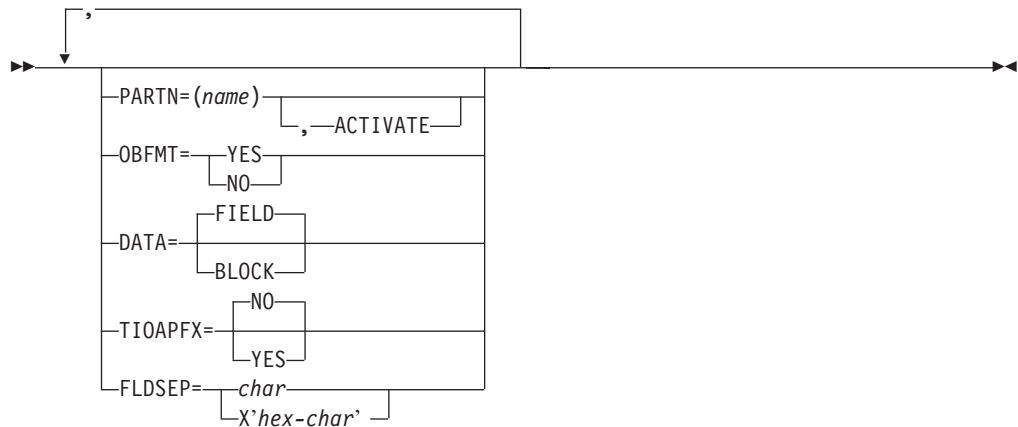 ,
PARTN=(name)
, ACTIVATE
OBFMT= YES
NO
FIELD
DATA=
BLOCK
NO
TIOAPFX=
YES
FLDSEP= char
X’hex-char’